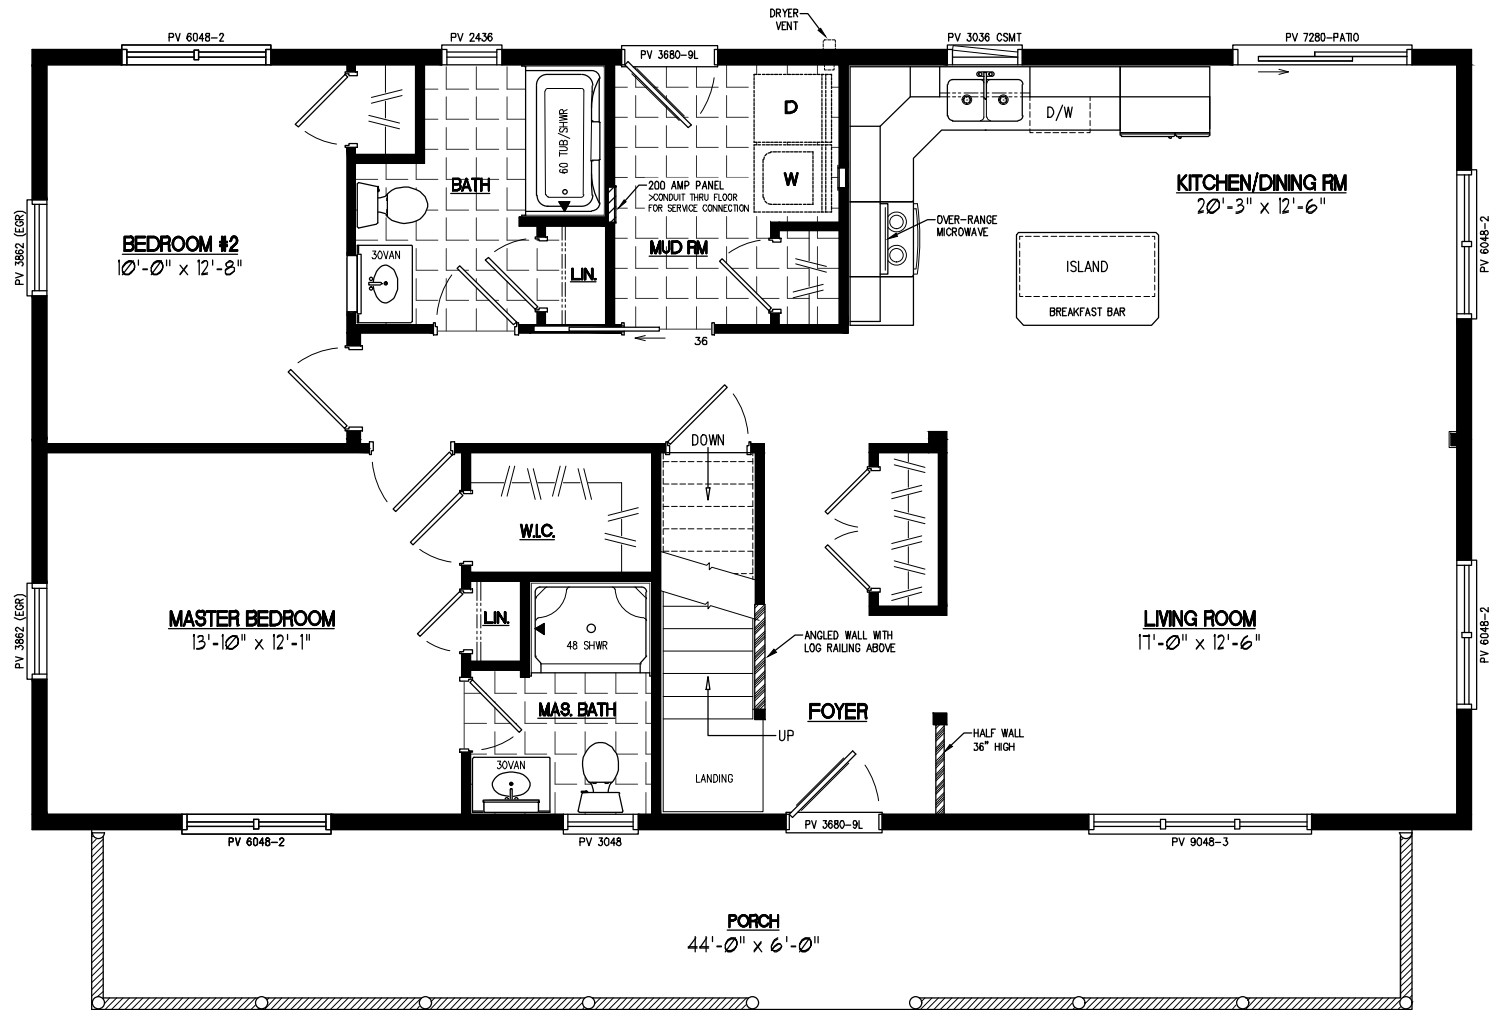 DRYER
VENT
PV 6048-2
PV 2436
PV 3680-9L
PV 3036 CSMT
PV 7280-PATIO
D
D/W
60 TUB/SHWR
BATH
W
200 AMP PANEL
>CONDUIT THRU FLOOR
FOR SERVICE CONNECTION
KITCHEN/DINING RM
20'-3" x 12'-6"
PV 3862 (EGR)
BEDROOM #2
10'-0" x 12'-8"
30VAN
LIN.
MUD RM
OVER-RANGE
MICROWAVE
PV 6048-2
ISLAND
BREAKFAST BAR
36
DOWN
W.I.C.
MASTER BEDROOM
13'-10" x 12'-1"
PV 3862 (EGR)
LIN.
48 SHWR
ANGLED WALL WITH
LOG RAILING ABOVE
LIVING ROOM
17'-0" x 12'-6"
PV 6048-2
MAS. BATH
FOYER
UP
HALF WALL
36" HIGH
30VAN
LANDING
PV 6048-2
PV 3048
PV 3680-9L
PV 9048-3
PORCH
44'-0" x 6'-0"